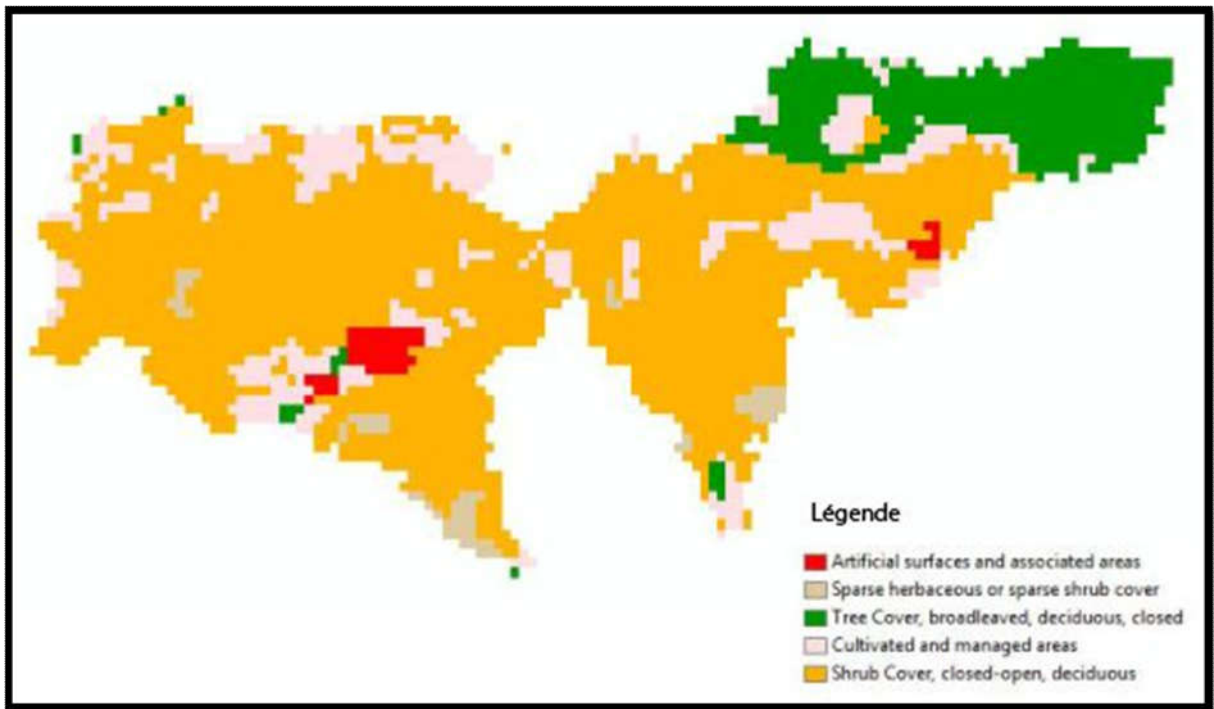 Légende
Artificial surfaces and associated areas
Sparse herbaceous or sparse shrub cover
Tree Cover, broadleaved, deciduous, closed
Cultivated and managed areas
Shrub Cover, closed-open, deciduous